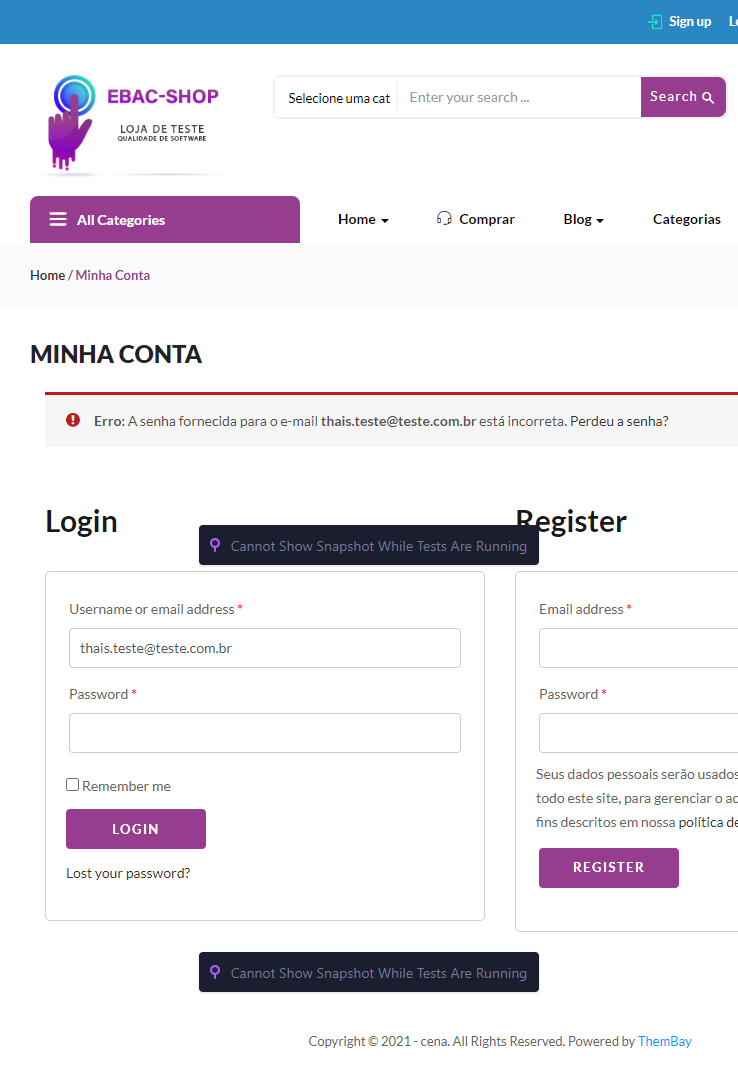 Sign up
EBAC-SHOP
LOJA DE TESTE
QUALIDADE DE SOFTWARE
Selecione uma cat
Enter your search ...
Search
All Categories
Home
Comprar
Blog
Categorias
Home / Minha Conta
MINHA CONTA
Erro: A senha fornecida para o e-mail thais.teste@teste.com.br está incorreta. Perdeu a senha?
Login
Cannot Show Snapshot While Tests Are Running
Username or email address *
thais.teste@teste.com.br
Password *
Remember me
LOGIN
Lost your password?
Register
Email address *
Password *
Seus dados pessoais serão usados
todo este site, para gerenciar o ac
fins descritos em nossa política de
REGISTER
Cannot Show Snapshot While Tests Are Running
Copyright © 2021 - cena. All Rights Reserved. Powered by ThemBay